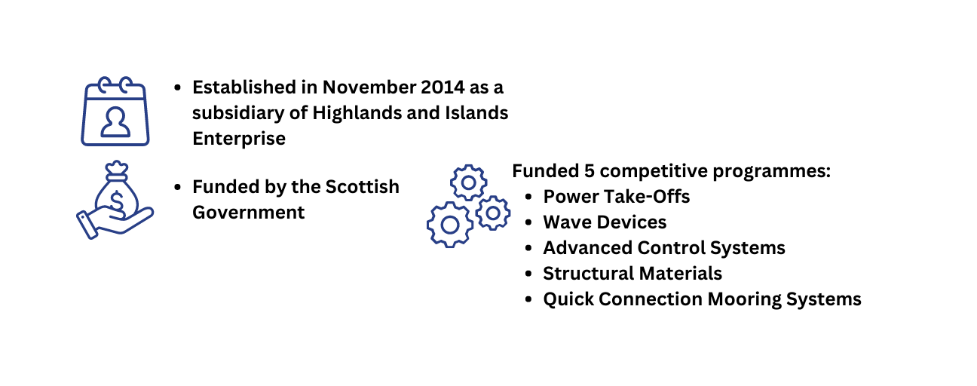 • Established in November 2014 as a
subsidiary of Highlands and Islands
Enterprise
• Funded by the Scottish
Government
Funded 5 competitive programmes:
• Power Take-Offs
• Wave Devices
• Advanced Control Systems
• Structural Materials
• Quick Connection Mooring Systems
$